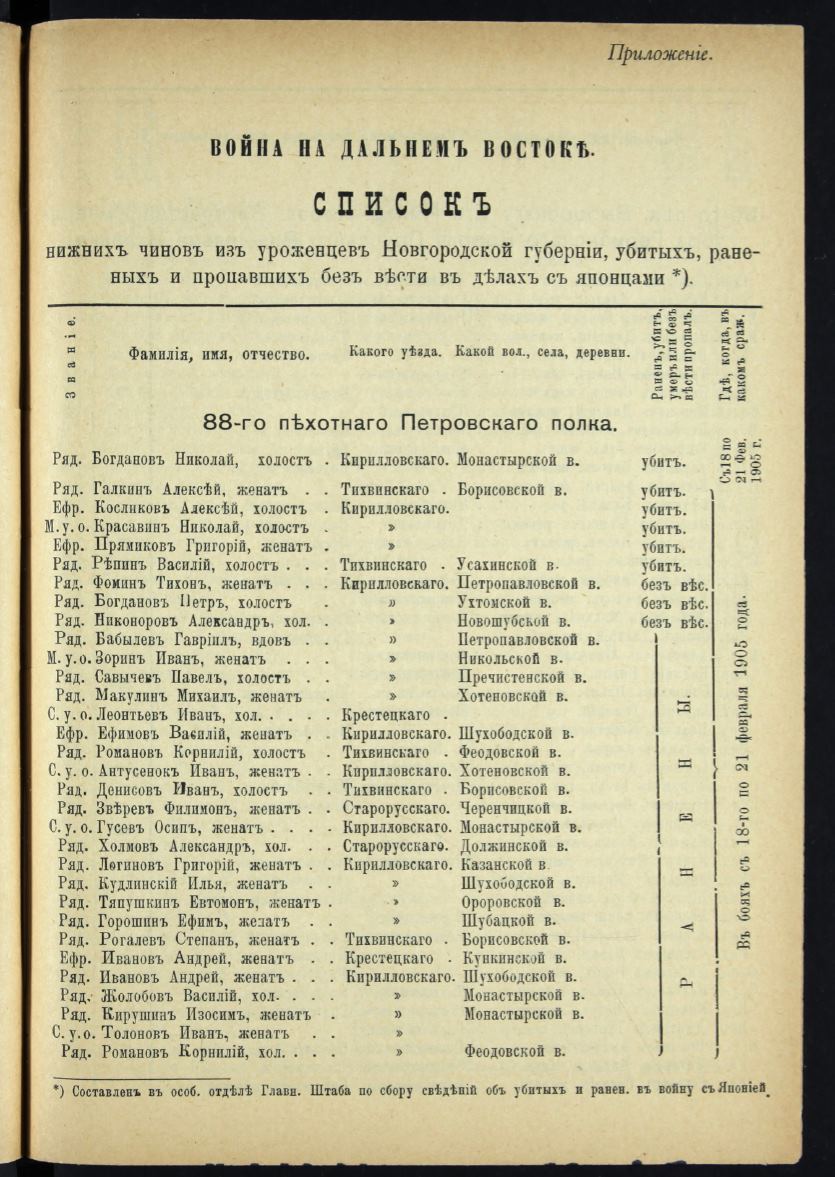 Приложеніе.
ВОЙНА НА ДАЛЬНЕМЪ ВОСТОКѢ.
СПИСОКЪ
нижнихъ чиновъ изъ уроженцевъ Новгородской губерніи, убитыхъ, ране-
ныхъ и пропавшихъ безъ вѣсти въ дѣлахъ съ японцами *).
Званіе. Фамилія, имя, отчество. Какого уѣзда. Какой вол., села, деревни. Раненъ, убитъ, умеръ или безъ вѣсти пропалъ. Гдѣ, когда, въ какомъ сраж.
88-го пѣхотнаго Петровскаго полка.
Ряд. Богдановъ Николай, холостъ . Кирилловскаго. Монастырской в. убитъ. Съ 18 по 21 Фев. 1905 г.
Ряд. Галкинъ Алексѣй, женатъ . . Тихвинскаго . Борисовской в. убитъ.
Ефр. Косликовъ Алексѣй, холостъ . Кирилловскаго. убитъ.
М. у. о. Красавинъ Николай, холостъ » убитъ.
Ефр. Прямиковъ Григорій, женатъ . » убитъ.
Ряд. Рѣпинъ Василій, холостъ . . . Тихвинскаго . Усахинской в. убитъ.
Ряд. Фоминъ Тихонъ, женатъ . . . Кирилловскаго. Петропавловской в. безъ вѣс.
Ряд. Богдановъ Петръ, холостъ . » Ухтомской в. безъ вѣс.
Ряд. Никоноровъ Александръ, хол. . » Новошубской в. безъ вѣс.
Ряд. Бабылевъ Гавріилъ, вдовъ . . » Петропавловской в.
М. у. о. Зоринъ Иванъ, женатъ . . . » Никольской в.
Ряд. Савычевъ Павелъ, холостъ . . » Пречистенской в.
Ряд. Макулинъ Михаилъ, женатъ . » Хотеновской в.
С. у. о. Леонтьевъ Иванъ, хол. . . . . Крестецкаго .
Ефр. Ефимовъ Василій, женатъ . . Кирилловскаго. Шухободской в.
Ряд. Романовъ Корнилій, холостъ . Тихвинскаго . Феодовской в.
С. у. о. Антусенокъ Иванъ, женатъ . . Кирилловскаго. Хотеновской в.
Ряд. Денисовъ Иванъ, холостъ . . Тихвинскаго . Борисовской в.
Ряд. Звѣревъ Филимонъ, женатъ . . Старорусскаго. Черенчицкой в.
С. у. о. Гусевъ Осипъ, женатъ . . . . Кирилловскаго. Монастырской в.
Ряд. Холмовъ Александръ, хол. . . Старорусскаго. Должинской в.
Ряд. Логиновъ Григорій, женатъ . . Кирилловскаго. Казанской в.
Ряд. Кудлинскій Илья, женатъ . . » Шухободской в.
Ряд. Тяпушкинъ Евтомонъ, женатъ . » Ороровской в.
Ряд. Горошинъ Ефимъ, женатъ . . » Шубацкой в.
Ряд. Рогалевъ Степанъ, женатъ . . Тихвинскаго . Борисовской в.
Ефр. Ивановъ Андрей, женатъ . . Крестецкаго . Кункинской в.
Ряд. Ивановъ Андрей, женатъ . . . Кирилловскаго. Шухободской в.
Ряд. Жолобовъ Василій, хол. . . . » Монастырской в.
Ряд. Кирушинъ Изосимъ, женатъ . » Монастырской в.
С. у. о. Толоновъ Иванъ, женатъ . . »
Ряд. Романовъ Корнилій, хол. . . . » Феодовской в.
РАНЕНЫ.
Въ бояхъ съ 18-го по 21 февраля 1905 года.
*) Составленъ въ особ. отдѣлѣ Главн. Штаба по сбору свѣдѣній объ убитыхъ и ранен. въ войну съ Японіей.